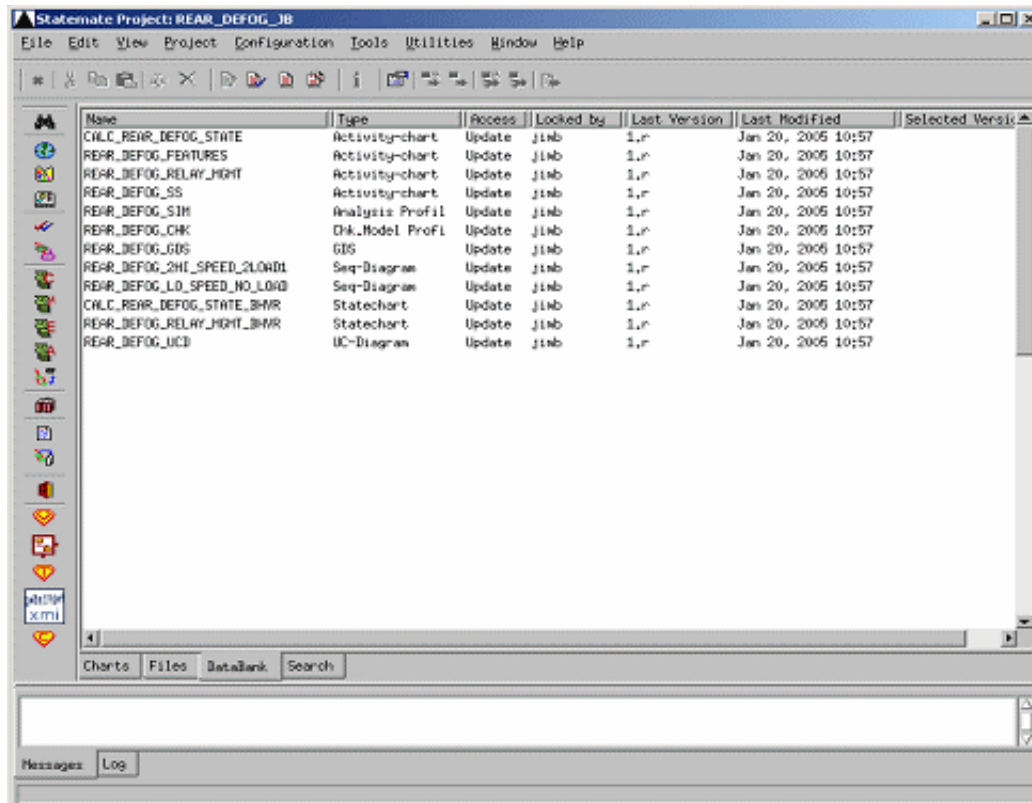 Statemate Project: REAR_DEFOG_JB
File Edit View Project Configuration Tools Utilities Window Help
Name Type Access Locked by Last Version Last Modified Selected Versic
CALC_REAR_DEFOG_STATE Activity-chart Update jimb 1.r Jan 20, 2005 10:57
REAR_DEFOG_FEATURES Activity-chart Update jimb 1.r Jan 20, 2005 10:57
REAR_DEFOG_RELAY_MGMT Activity-chart Update jimb 1.r Jan 20, 2005 10:57
REAR_DEFOG_SS Activity-chart Update jimb 1.r Jan 20, 2005 10:57
REAR_DEFOG_SIM Analysis Profil Update jimb 1.r Jan 20, 2005 10:57
REAR_DEFOG_CHK Chk.Model Profi Update jimb 1.r Jan 20, 2005 10:57
REAR_DEFOG_GDS GDS Update jimb 1.r Jan 20, 2005 10:57
REAR_DEFOG_2HI_SPEED_2LOAD1 Seq-Diagram Update jimb 1.r Jan 20, 2005 10:57
REAR_DEFOG_LO_SPEED_NO_LOAD Seq-Diagram Update jimb 1.r Jan 20, 2005 10:57
CALC_REAR_DEFOG_STATE_BHVR Statechart Update jimb 1.r Jan 20, 2005 10:57
REAR_DEFOG_RELAY_MGMT_BHVR Statechart Update jimb 1.r Jan 20, 2005 10:57
REAR_DEFOG_UCD UC-Diagram Update jimb 1.r Jan 20, 2005 10:57
xmi
Charts Files DataBank Search
Messages Log